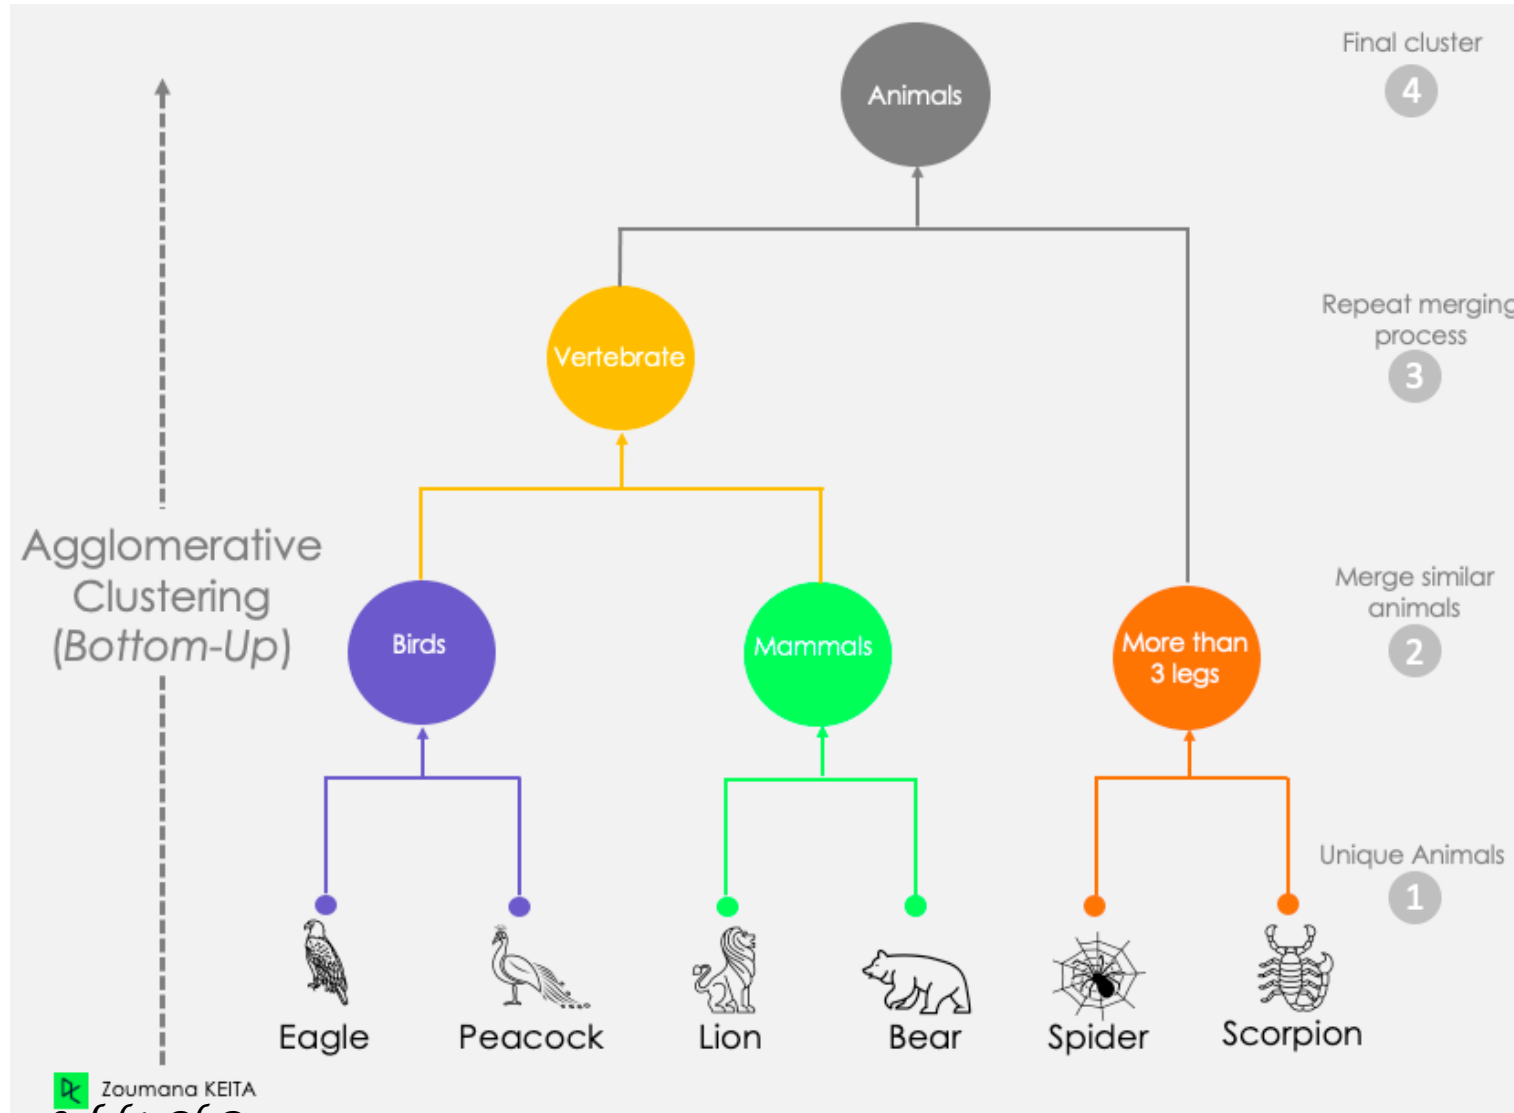 Final cluster
4
Animals
Repeat merging
process
3
Vertebrate
Agglomerative
Clustering
(Bottom-Up)
Merge similar
animals
2
Birds
Mammals
More than
3 legs
Unique Animals
1
Eagle
Peacock
Lion
Bear
Spider
Scorpion
Zoumana KEITA